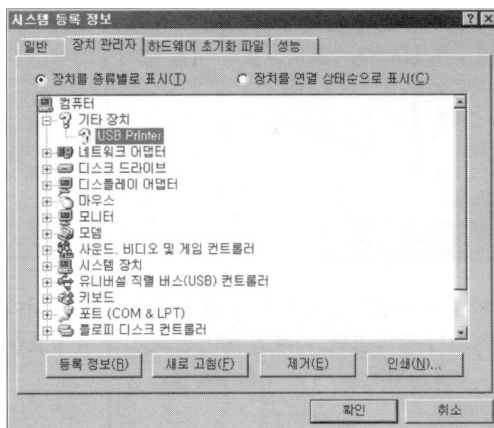 시스템 등록 정보
일반 장치 관리자 하드웨어 초기화 파일 성능
장치를 종류별로 표시(T) 장치를 연결 상태순으로 표시(C)
컴퓨터
기타 장치
USB Printer
네트워크 어댑터
디스크 드라이브
디스플레이 어댑터
마우스
모니터
모뎀
사운드, 비디오 및 게임 컨트롤러
시스템 장치
유니버설 직렬 버스(USB) 컨트롤러
키보드
포트 (COM & LPT)
플로피 디스크 컨트롤러
등록 정보(R) 새로 고침(F) 제거(E) 인쇄(N)...
확인 취소